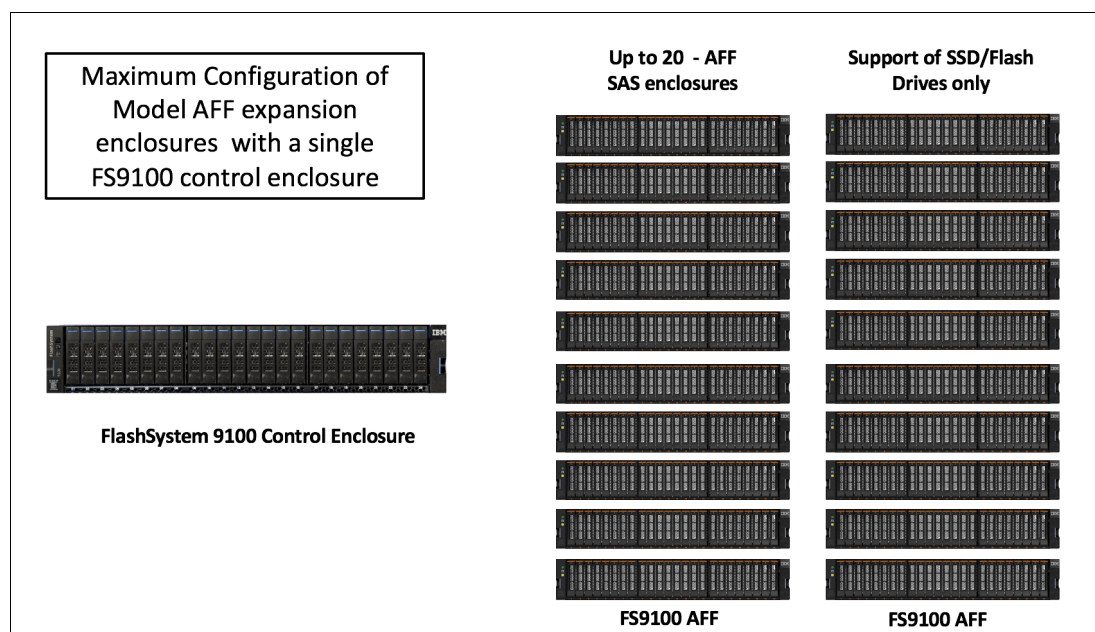 Maximum Configuration of
Model AFF expansion
enclosures with a single
FS9100 control enclosure
Up to 20 - AFF
SAS enclosures
Support of SSD/Flash
Drives only
IBM
FlashSystem 9100 Control Enclosure
FS9100 AFF
FS9100 AFF